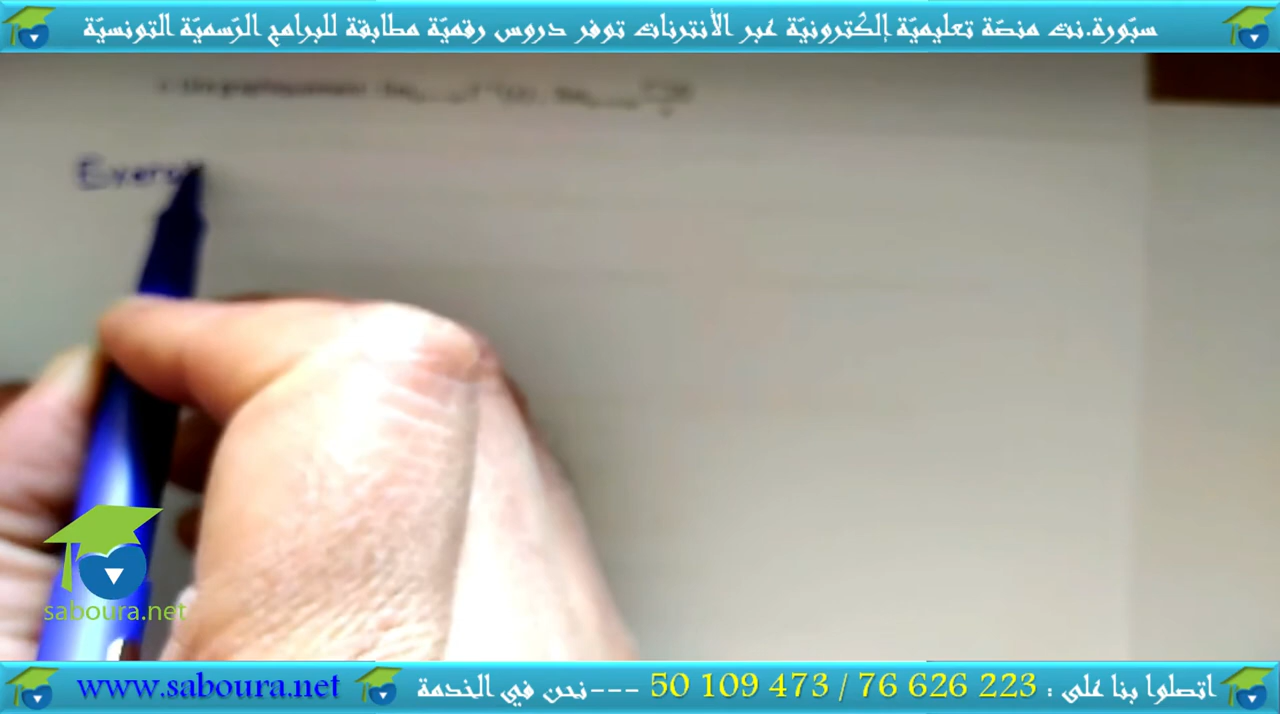 سبّورة.نت منصّة تعليميّة إلكترونيّة عبر الأنترنات توفر دروس رقميّة مطابقة للبرامج الرّسميّة التونسيّة
saboura.net
www.saboura.net
اتصلوا بنا على : 50 109 473 / 76 626 223 ---نحن في الخدمة